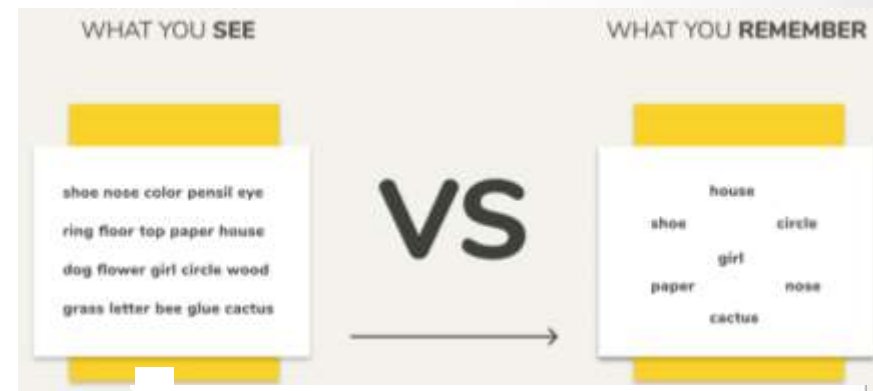 WHAT YOU SEE
shoe nose color pensil eye
ring floor top paper house
dog flower girl circle wood
grass letter bee glue cactus
VS
WHAT YOU REMEMBER
house
shoe circle
girl
paper nose
cactus